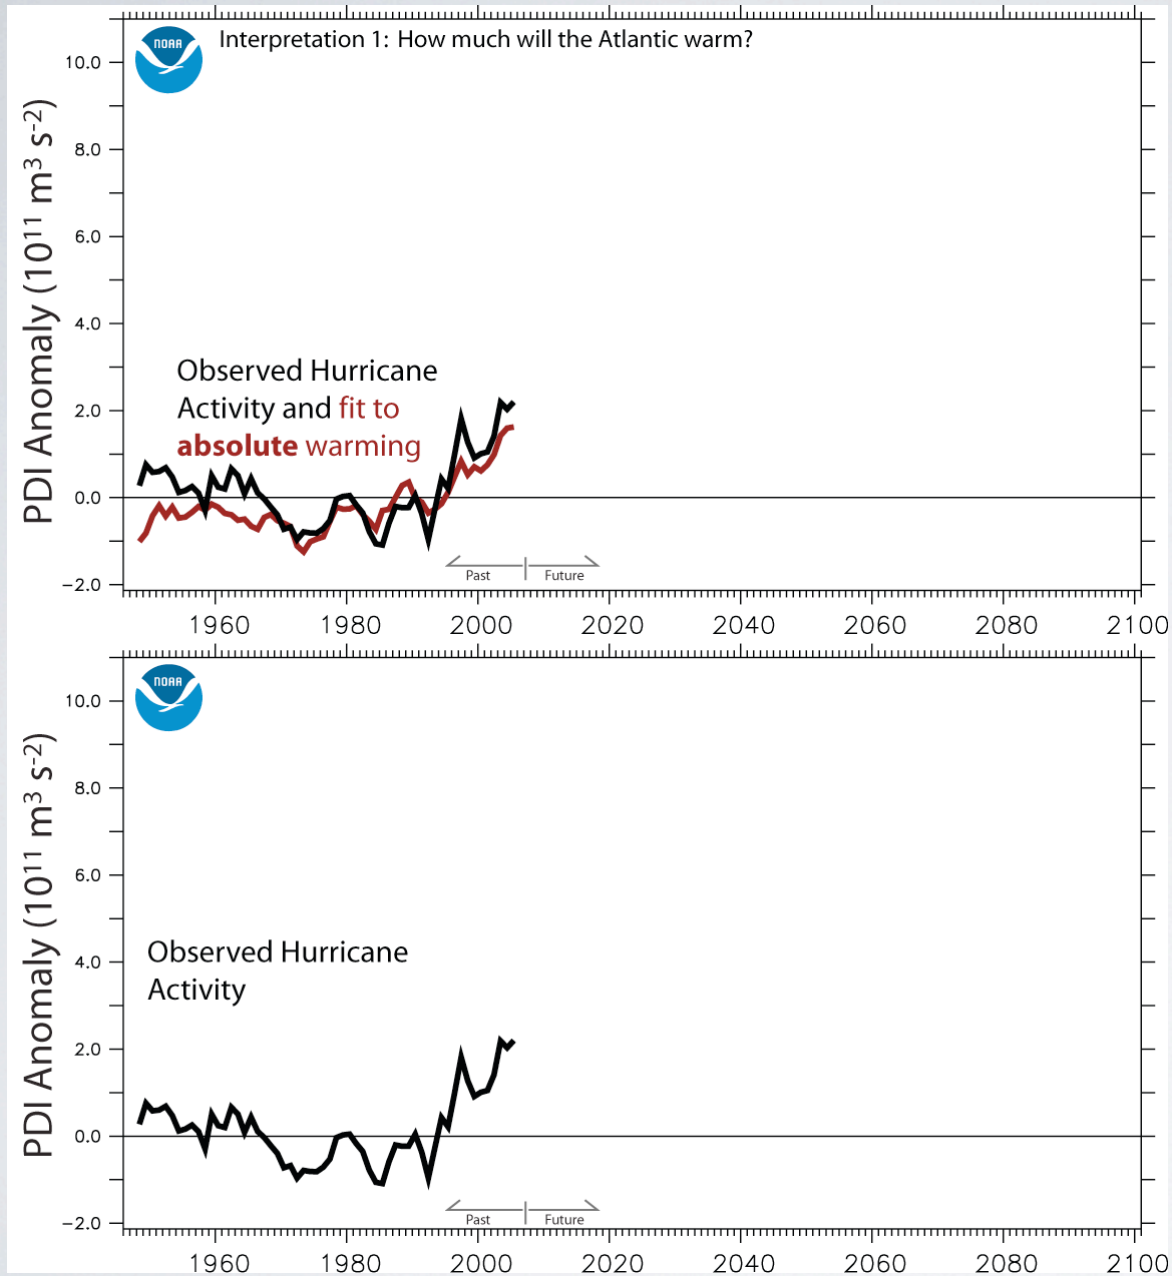 NOAA
Interpretation 1: How much will the Atlantic warm?
PDI Anomaly (10¹¹ m³ s⁻²)
10.0
8.0
6.0
4.0
2.0
0.0
−2.0
Observed Hurricane
Activity and fit to
absolute warming
Past
Future
1960 1980 2000 2020 2040 2060 2080 2100
NOAA
PDI Anomaly (10¹¹ m³ s⁻²)
10.0
8.0
6.0
4.0
2.0
0.0
−2.0
Observed Hurricane
Activity
Past
Future
1960 1980 2000 2020 2040 2060 2080 2100